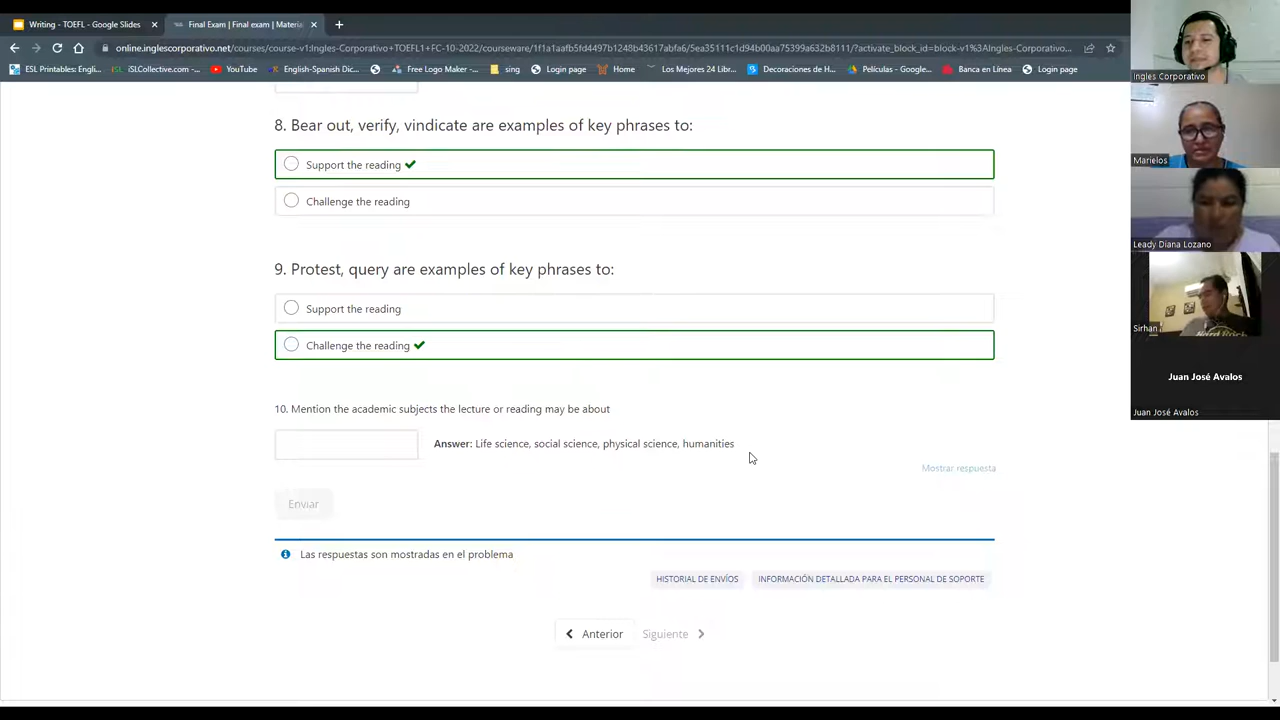 Writing - TOEFL - Google Slides
Final Exam | Final exam | Materia
online.inglescorporativo.net/courses/course-v1:Ingles-Corporativo+TOEFL1+FC-10-2022/courseware/1f1a1aafb5fd4497b1248b43617abfa6/5ea35111c1d94b00aa75399a632b8111/?activate_block_id=block-v1%3AIngles-Corporativo...
ESL Printables: Engli...
iSLCollective.com -...
YouTube
English-Spanish Dic...
Free Logo Maker -...
sing
Login page
Home
Los Mejores 24 Libr...
Decoraciones de H...
Películas - Google...
Banca en Línea
Login page
Ingles Corporativo
Marielos
Leady Diana Lozano
Sirhan
Juan José Avalos
Juan José Avalos
8. Bear out, verify, vindicate are examples of key phrases to:
Support the reading
Challenge the reading
9. Protest, query are examples of key phrases to:
Support the reading
Challenge the reading
10. Mention the academic subjects the lecture or reading may be about
Answer: Life science, social science, physical science, humanities
Mostrar respuesta
Enviar
Las respuestas son mostradas en el problema
HISTORIAL DE ENVÍOS
INFORMACIÓN DETALLADA PARA EL PERSONAL DE SOPORTE
Anterior
Siguiente